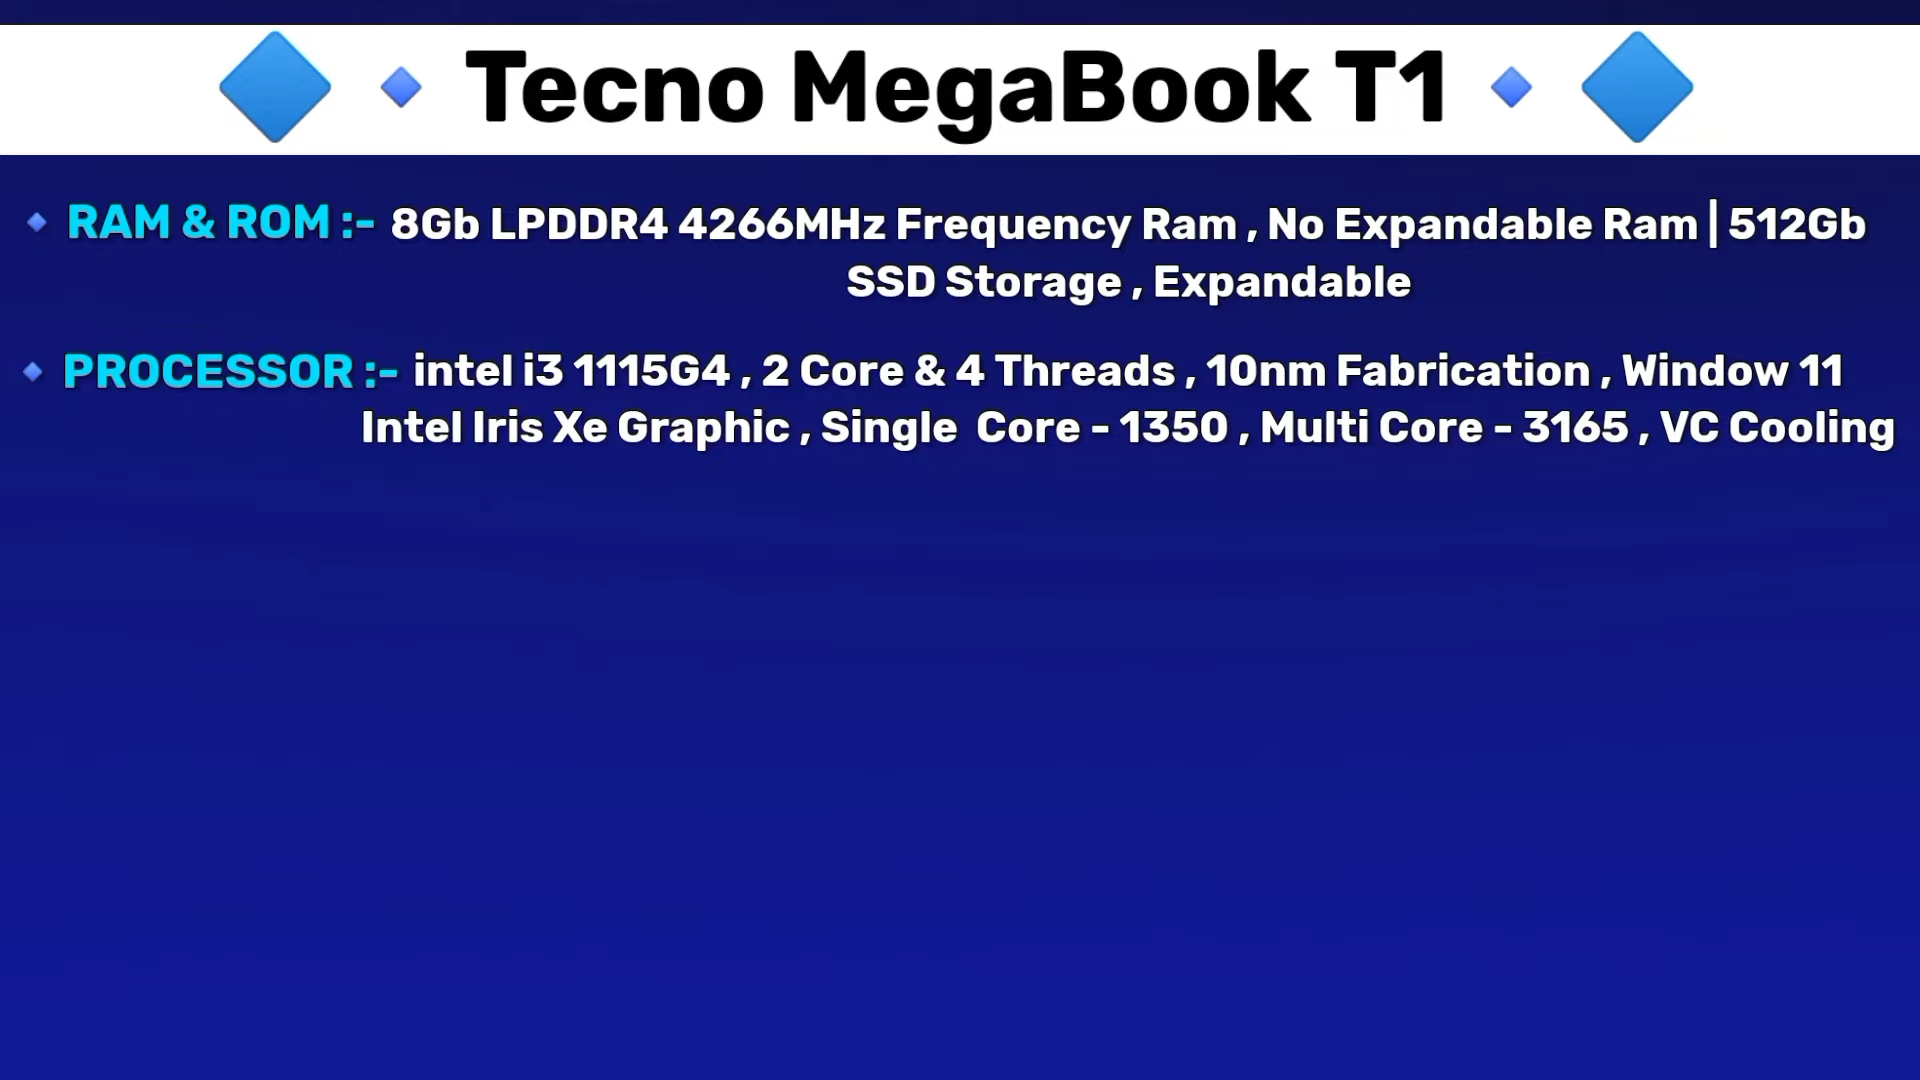 Tecno MegaBook T1
RAM & ROM :- 8Gb LPDDR4 4266MHz Frequency Ram , No Expandable Ram | 512Gb
SSD Storage , Expandable
PROCESSOR :- intel i3 1115G4 , 2 Core & 4 Threads , 10nm Fabrication , Window 11
Intel Iris Xe Graphic , Single Core - 1350 , Multi Core - 3165 , VC Cooling